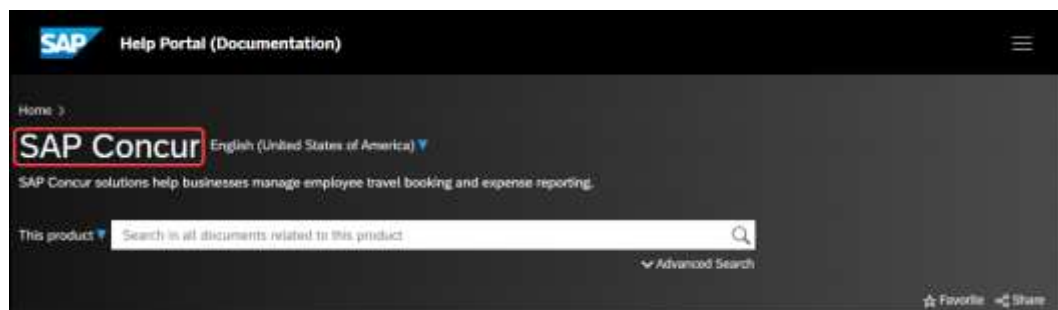 SAP Help Portal (Documentation)
Home >
SAP Concur English (United States of America)
SAP Concur solutions help businesses manage employee travel booking and expense reporting.
This product Search in all documents related to this product
Advanced Search
Favorite Share